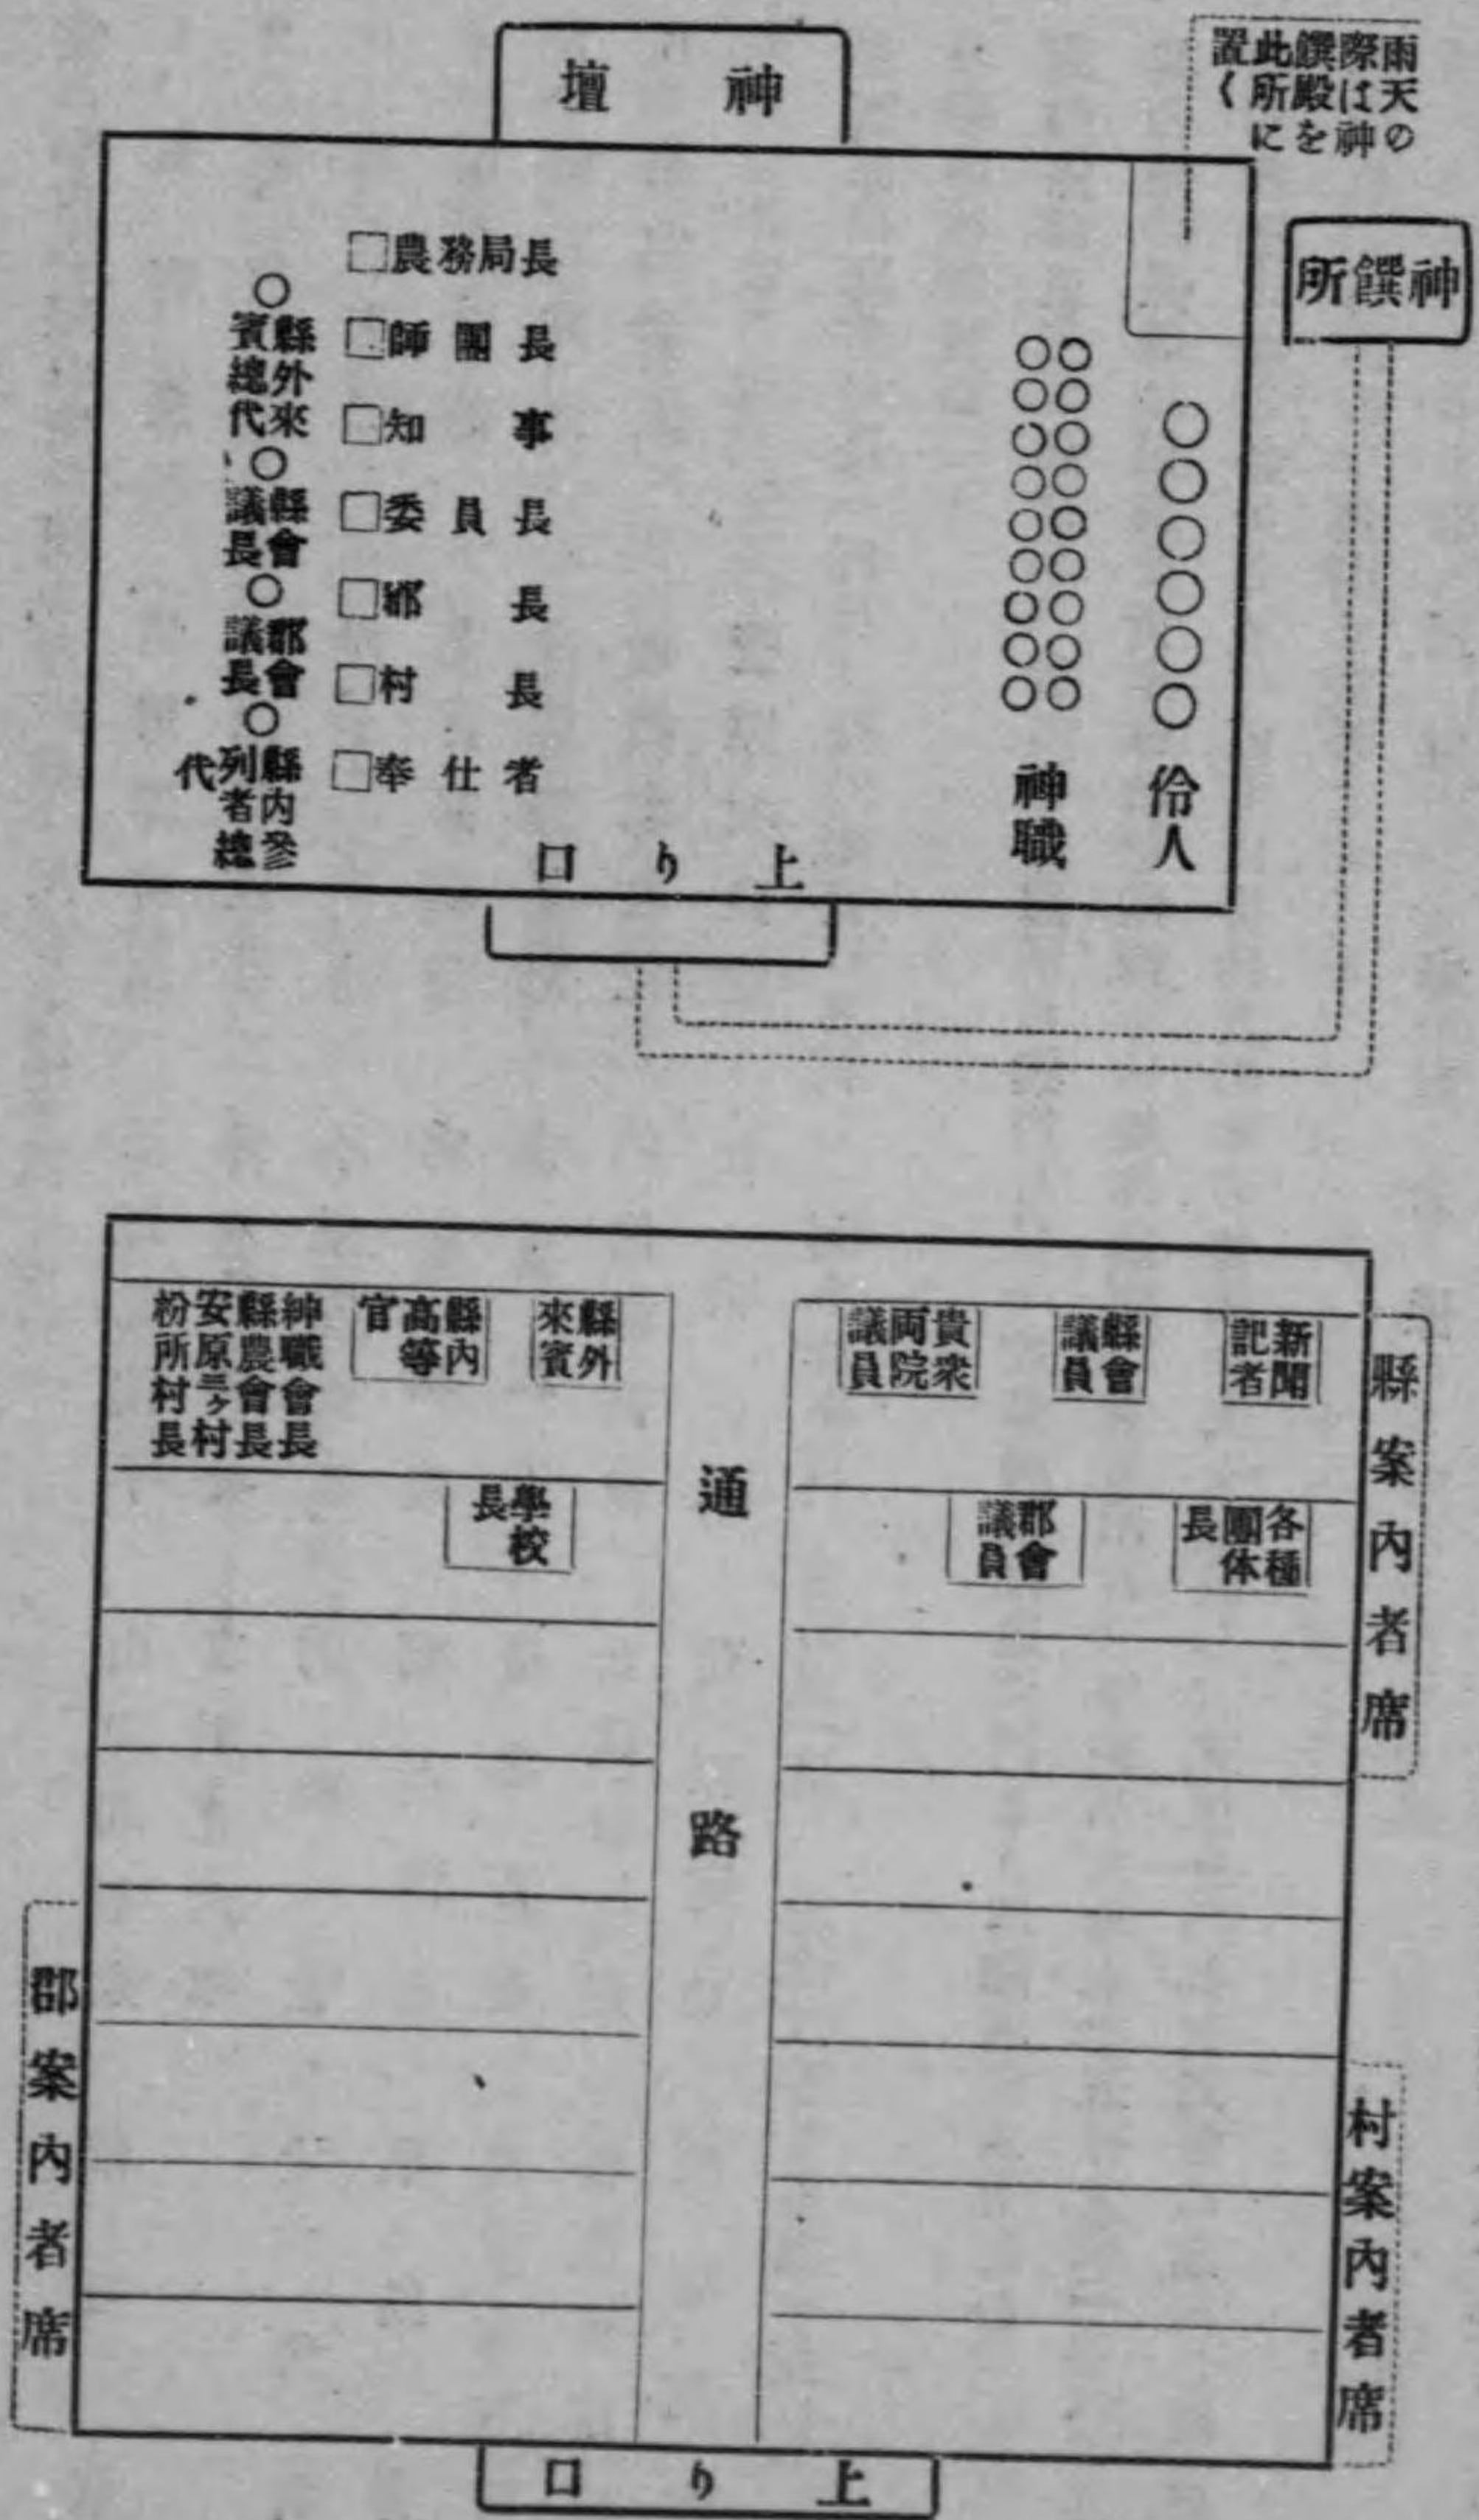 雨天の
際は神
饌殿を
此所に
置く
神壇
神饌所
伶人
神職
農務局長
師團長
知事
委員長
郡長
村長
奉仕者
縣外來
賓總代
縣會
議長
郡會
議長
縣內參
列者總
代
上り口
縣案內者席
新聞
記者
縣會
議員
貴衆
両院
議員
各種
團体
長
郡會
議員
通路
縣外
來賓
縣內
高等
官
神職會長
縣農會長
安原三ヶ村
枌所村長
學校
長
村案內者席
郡案內者席
上り口